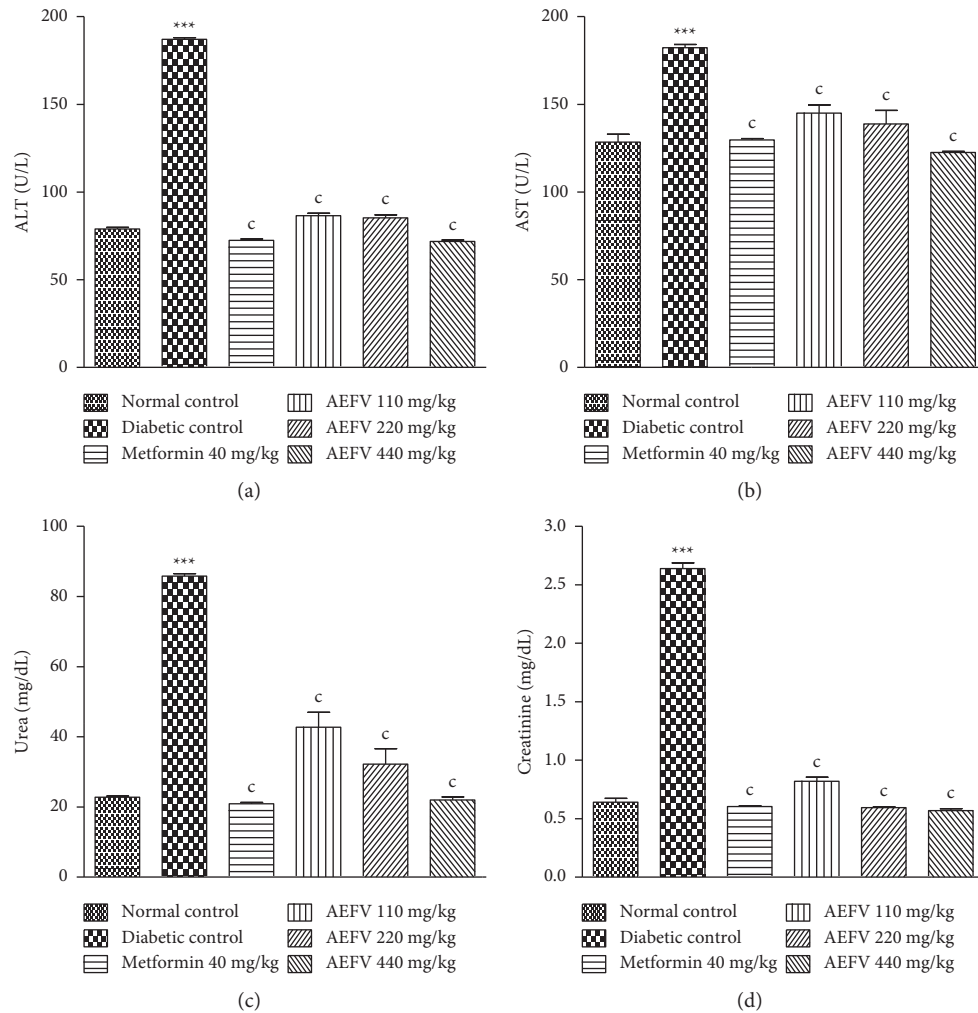 200
150
100
50
0
ALT (U/L)
***
c
c
c
c
Normal control
Diabetic control
Metformin 40 mg/kg
AEFV 110 mg/kg
AEFV 220 mg/kg
AEFV 440 mg/kg
(a)
200
150
100
50
0
AST (U/L)
***
c
c
c
c
Normal control
Diabetic control
Metformin 40 mg/kg
AEFV 110 mg/kg
AEFV 220 mg/kg
AEFV 440 mg/kg
(b)
100
80
60
40
20
0
Urea (mg/dL)
***
c
c
c
c
Normal control
Diabetic control
Metformin 40 mg/kg
AEFV 110 mg/kg
AEFV 220 mg/kg
AEFV 440 mg/kg
(c)
3.0
2.5
2.0
1.5
1.0
0.5
0.0
Creatinine (mg/dL)
***
c
c
c
c
Normal control
Diabetic control
Metformin 40 mg/kg
AEFV 110 mg/kg
AEFV 220 mg/kg
AEFV 440 mg/kg
(d)